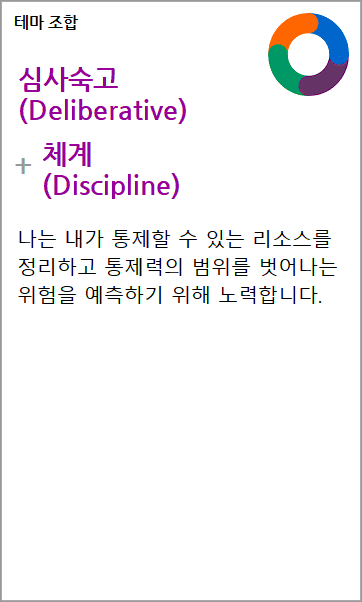 테마 조합
심사숙고
(Deliberative)
+ 체계
(Discipline)
나는 내가 통제할 수 있는 리소스를
정리하고 통제력의 범위를 벗어나는
위험을 예측하기 위해 노력합니다.